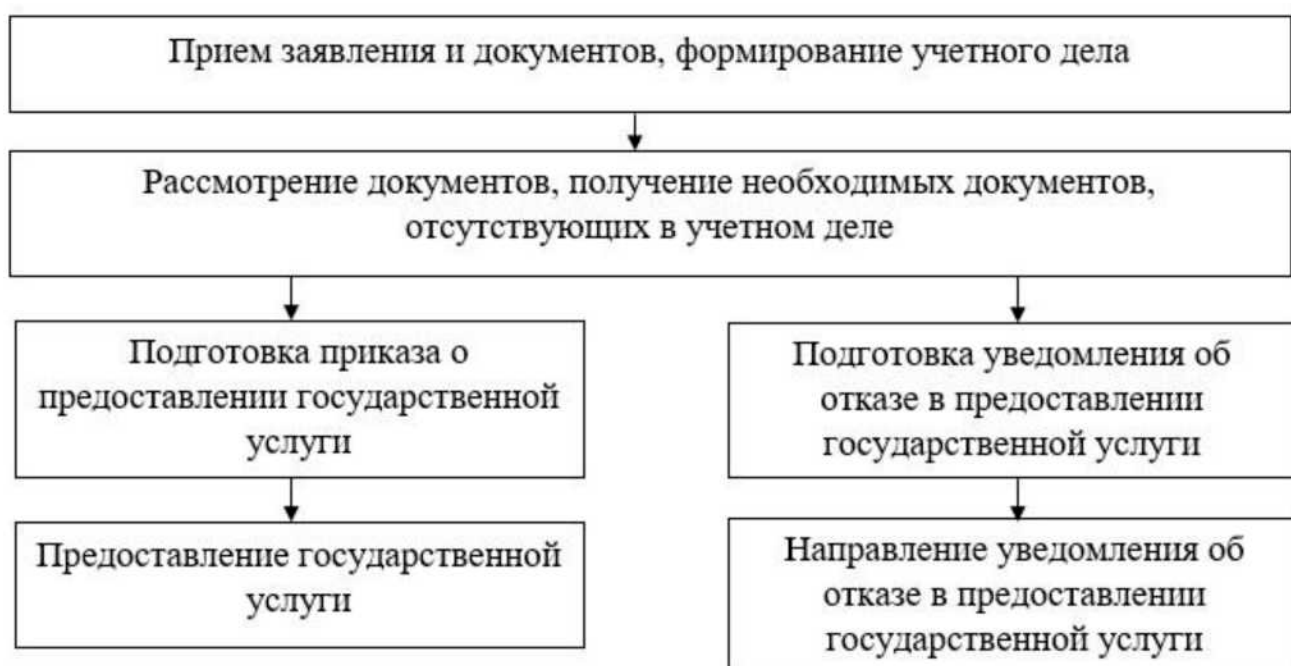 Прием заявления и документов, формирование учетного дела
Рассмотрение документов, получение необходимых документов,
отсутствующих в учетном деле
Подготовка приказа о
предоставлении государственной
услуги
Подготовка уведомления об
отказе в предоставлении
государственной услуги
Предоставление государственной
услуги
Направление уведомления об
отказе в предоставлении
государственной услуги